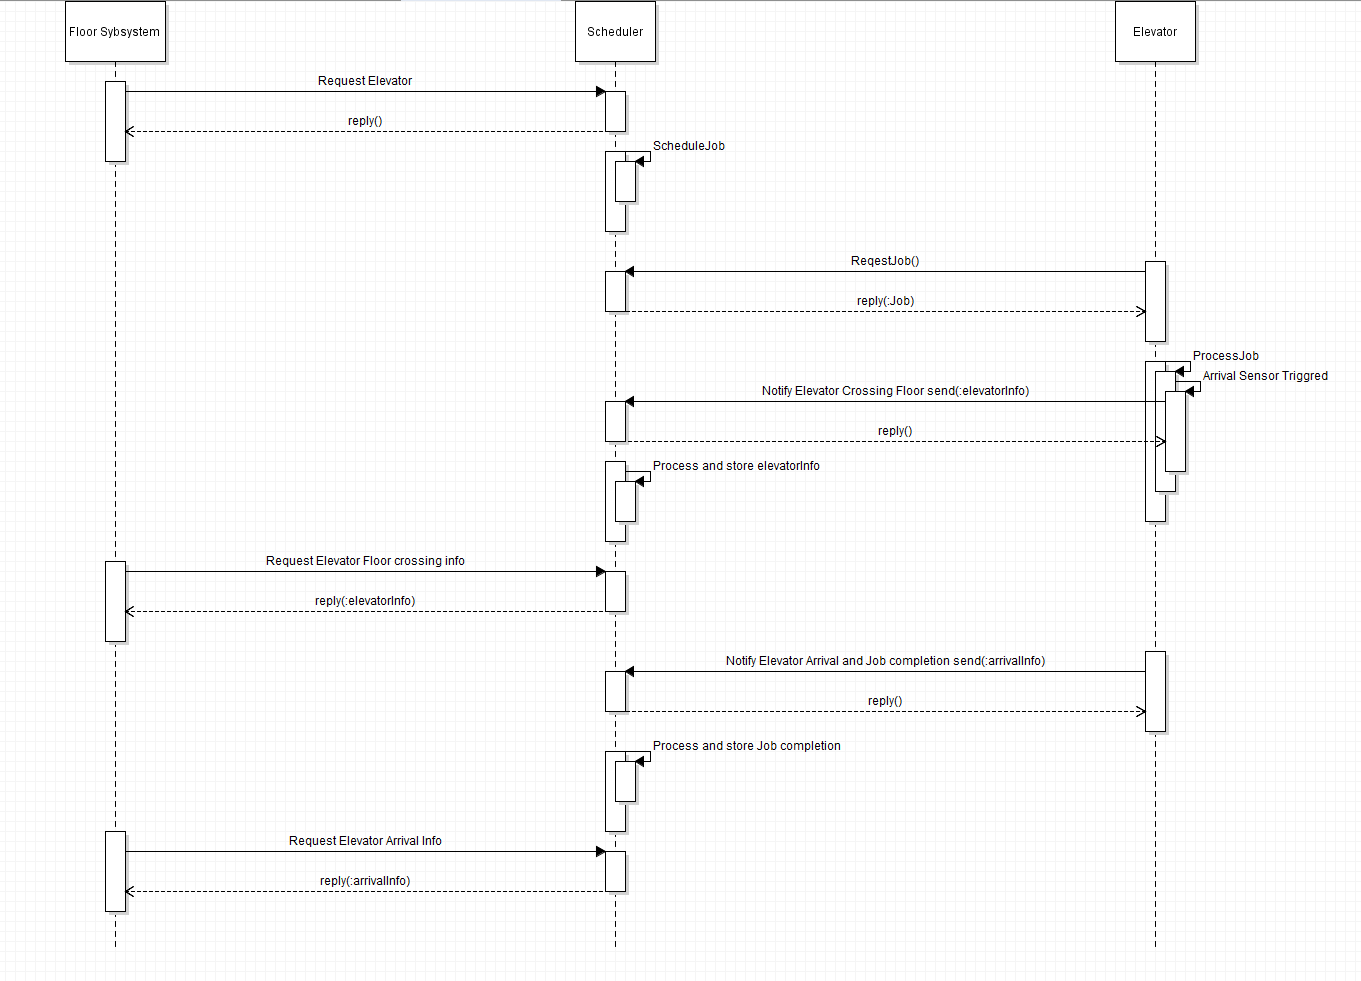 Floor Sybsystem
Scheduler
Elevator
Request Elevator
reply()
ScheduleJob
ReqestJob()
reply(:Job)
ProcessJob
Arrival Sensor Triggred
Notify Elevator Crossing Floor send(:elevatorInfo)
reply()
Process and store elevatorInfo
Request Elevator Floor crossing info
reply(:elevatorInfo)
Notify Elevator Arrival and Job completion send(:arrivalInfo)
reply()
Process and store Job completion
Request Elevator Arrival Info
reply(:arrivalInfo)